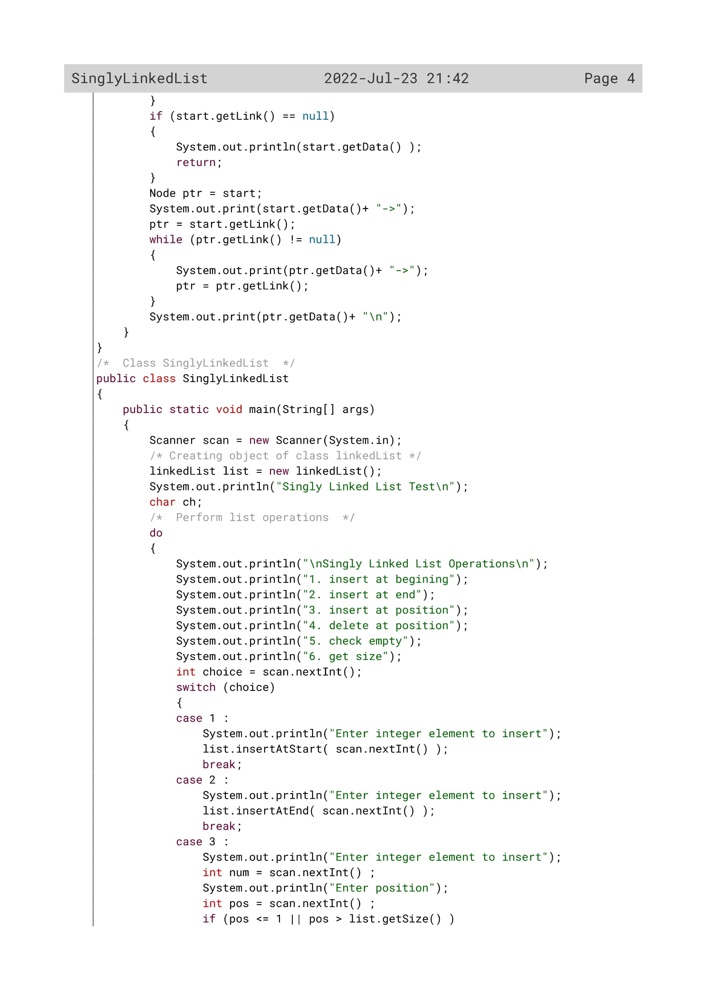 SinglyLinkedList 2022-Jul-23 21:42 Page 4
        }
        if (start.getLink() == null)
        {
            System.out.println(start.getData() );
            return;
        }
        Node ptr = start;
        System.out.print(start.getData()+ "->");
        ptr = start.getLink();
        while (ptr.getLink() != null)
        {
            System.out.print(ptr.getData()+ "->");
            ptr = ptr.getLink();
        }
        System.out.print(ptr.getData()+ "\n");
    }
}
/*  Class SinglyLinkedList  */
public class SinglyLinkedList
{
    public static void main(String[] args)
    {
        Scanner scan = new Scanner(System.in);
        /* Creating object of class linkedList */
        linkedList list = new linkedList();
        System.out.println("Singly Linked List Test\n");
        char ch;
        /*  Perform list operations  */
        do
        {
            System.out.println("\nSingly Linked List Operations\n");
            System.out.println("1. insert at begining");
            System.out.println("2. insert at end");
            System.out.println("3. insert at position");
            System.out.println("4. delete at position");
            System.out.println("5. check empty");
            System.out.println("6. get size");
            int choice = scan.nextInt();
            switch (choice)
            {
            case 1 :
                System.out.println("Enter integer element to insert");
                list.insertAtStart( scan.nextInt() );
                break;
            case 2 :
                System.out.println("Enter integer element to insert");
                list.insertAtEnd( scan.nextInt() );
                break;
            case 3 :
                System.out.println("Enter integer element to insert");
                int num = scan.nextInt() ;
                System.out.println("Enter position");
                int pos = scan.nextInt() ;
                if (pos <= 1 || pos > list.getSize() )